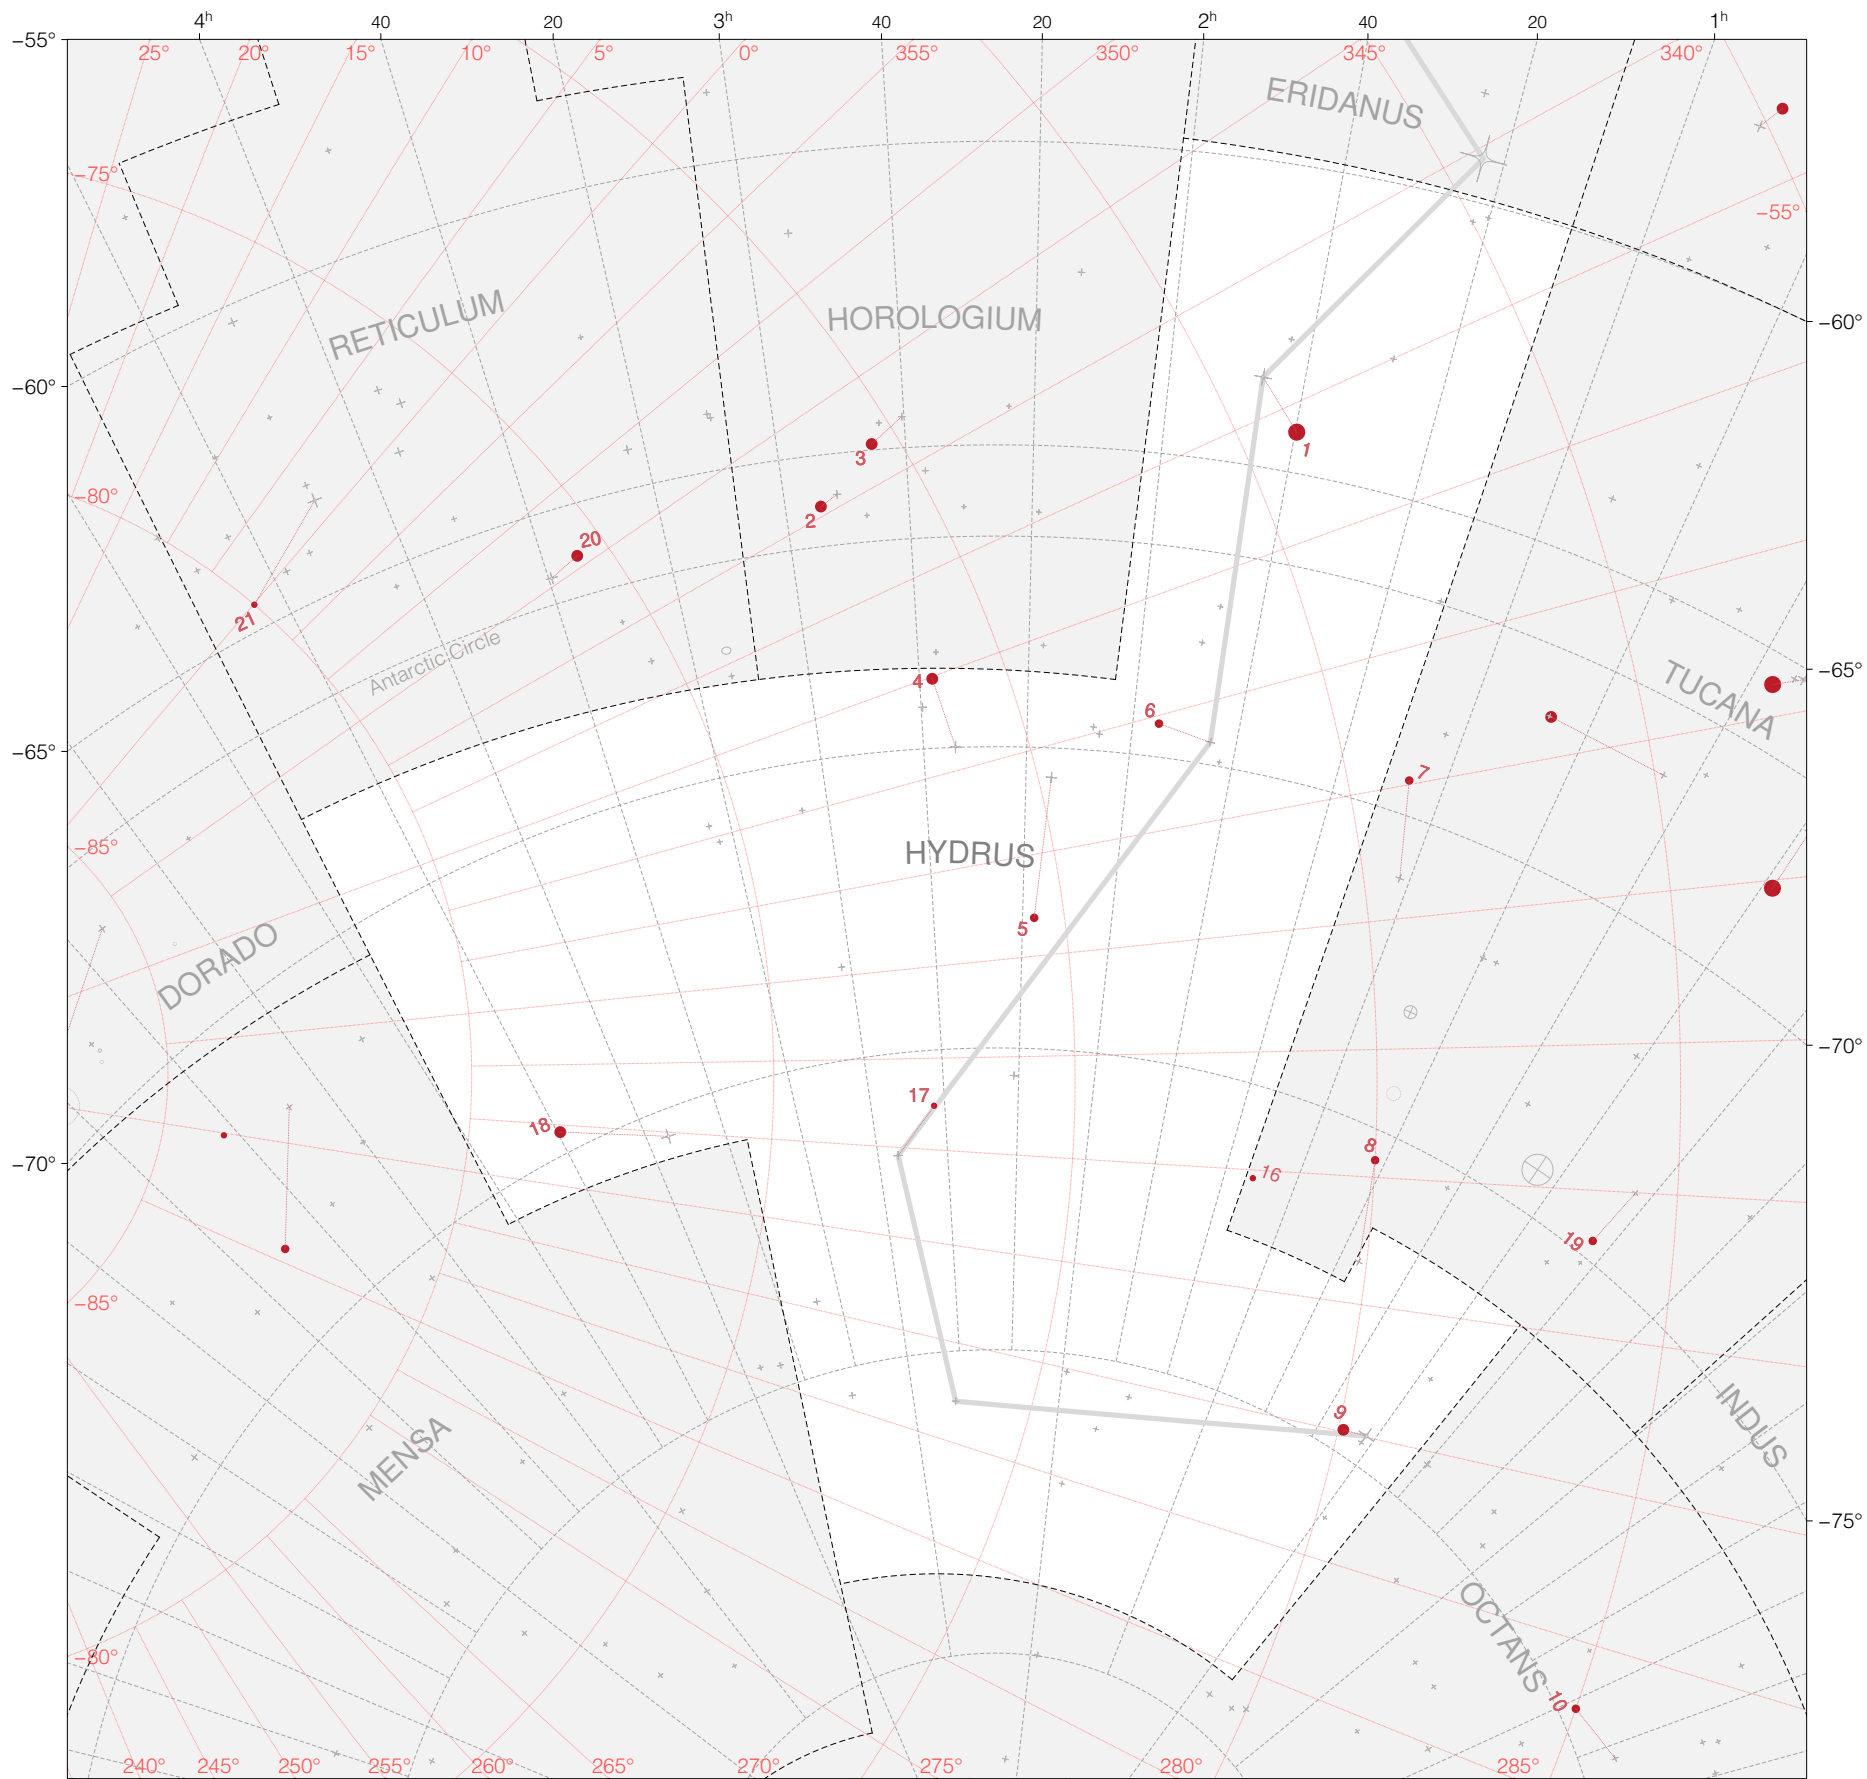 4h 40 20 3h 40 20 2h 40 20 1h
−55°
25° 20° 15° 10° 5° 0° 355° 350° 345° 340°
ERIDANUS
−75°
−55°
RETICULUM
HOROLOGIUM
−60°
−60°
1
3
−80°
2
20
21
Antarctic Circle
TUCANA
−65°
4
6
−65°
7
−85°
HYDRUS
5
DORADO
−70°
17
18
8
−70°
16
19
−85°
INDUS
9
MENSA
−75°
OCTANS
−80°
10
240° 245° 250° 255° 260° 265° 270° 275° 280° 285°